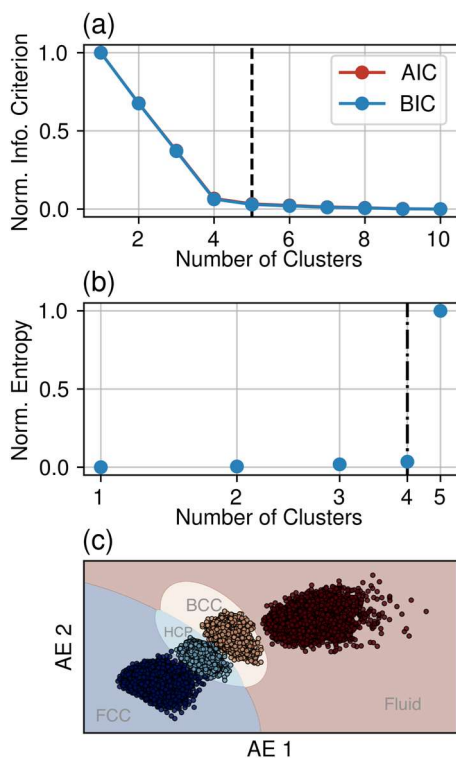 (a)
Norm. Info. Criterion
1.0
0.5
0.0
AIC
BIC
2 4 6 8 10
Number of Clusters
(b)
Norm. Entropy
1.0
0.5
0.0
1 2 3 4 5
Number of Clusters
(c)
AE 2
BCC
HCP
FCC
Fluid
AE 1